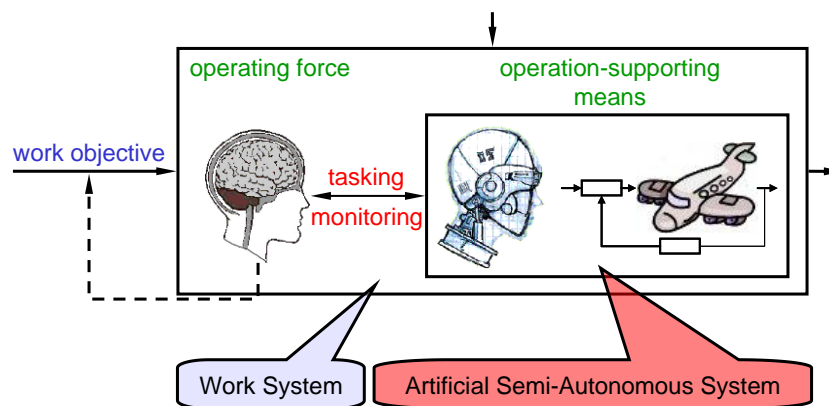 operating force
operation-supporting
means
work objective
tasking
monitoring
Work System
Artificial Semi-Autonomous System